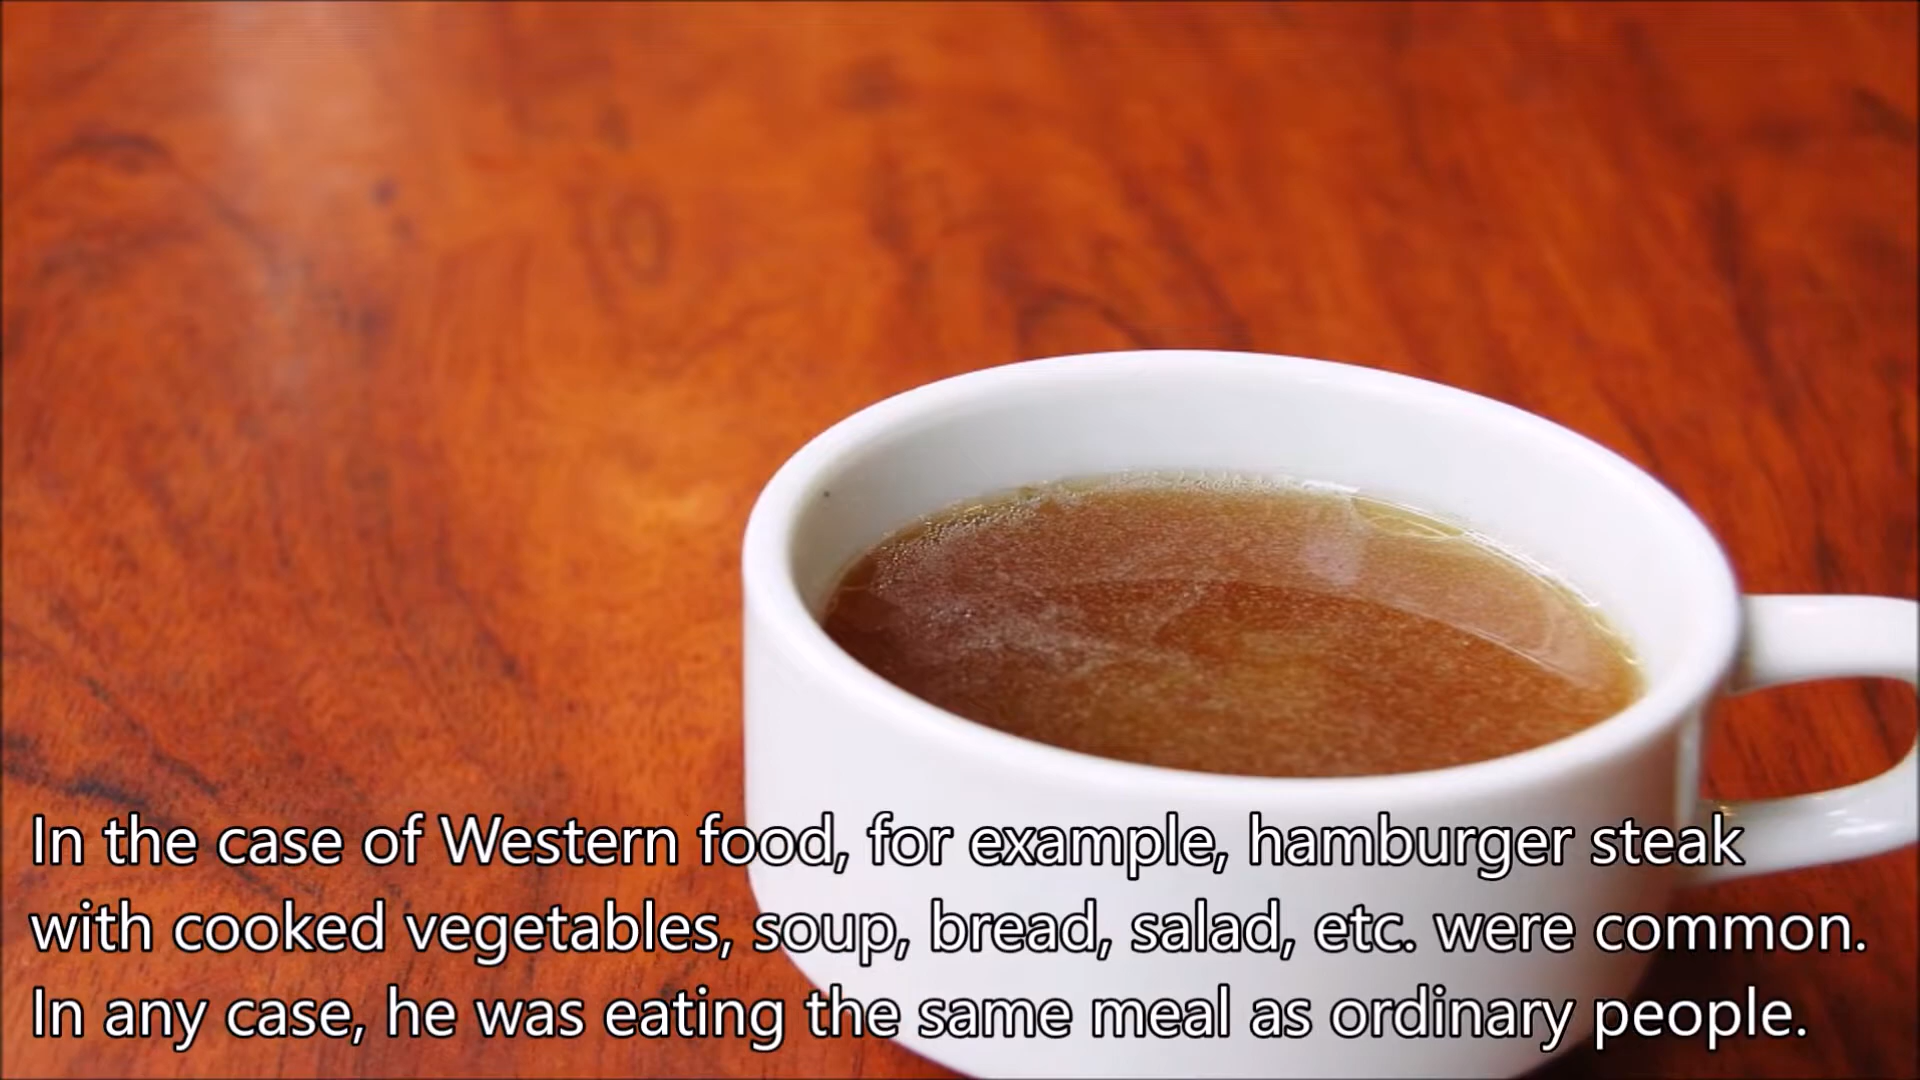 In the case of Western food, for example, hamburger steak
with cooked vegetables, soup, bread, salad, etc. were common.
In any case, he was eating the same meal as ordinary people.